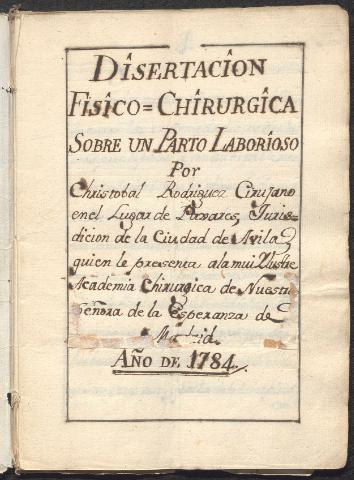 DISERTACION
FISICO=CHIRURGICA
SOBRE UN PARTO LABORIOSO
Por
Christobal Rodriguez Cirujano
en el Lugar de Juris=
dicion de la Ciudad de Avila
quien le presenta a la mui Ilustre
Academia Chirurgica de Nuestra
Señora de la Esperanza de
Madrid.
AÑO DE 1784.